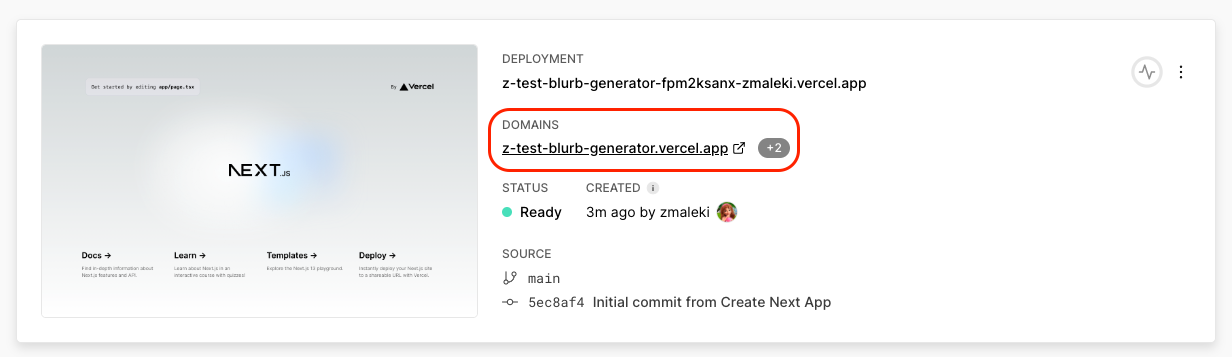 Get started by editing app/page.tsx
By Vercel
NEXT.JS
Docs →
Find in-depth information about
Next.js features and API.
Learn →
Learn about Next.js in an
interactive course with quizzes!
Templates →
Explore the Next.js 13 playground.
Deploy →
Instantly deploy your Next.js site
to a shareable URL with Vercel.
DEPLOYMENT
z-test-blurb-generator-fpm2ksanx-zmaleki.vercel.app
DOMAINS
z-test-blurb-generator.vercel.app +2
STATUS
Ready
CREATED
3m ago by zmaleki
SOURCE
main
5ec8af4 Initial commit from Create Next App